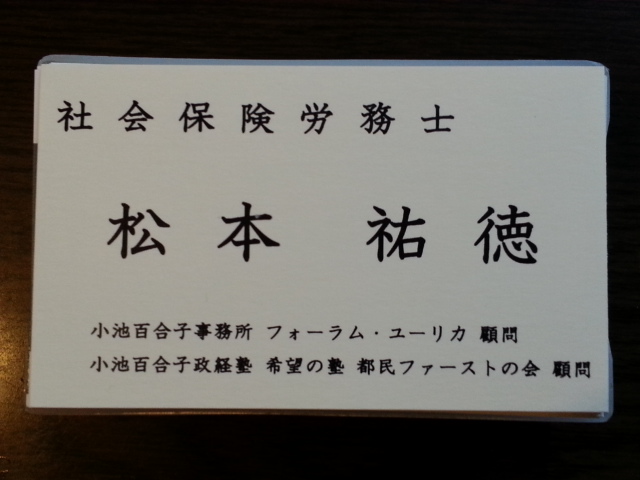 社会保険労務士
松本 祐徳
小池百合子事務所 フォーラム・ユーリカ 顧問
小池百合子政経塾 希望の塾 都民ファーストの会 顧問